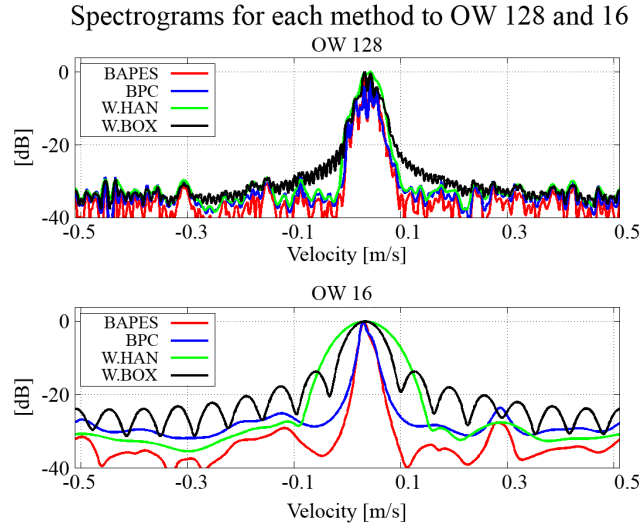 Spectrograms for each method to OW 128 and 16
OW 128
BAPES
BPC
W.HAN
W.BOX
[dB]
0
-20
-40
-0.5 -0.3 -0.1 0.1 0.3 0.5
Velocity [m/s]
OW 16
BAPES
BPC
W.HAN
W.BOX
[dB]
0
-20
-40
-0.5 -0.3 -0.1 0.1 0.3 0.5
Velocity [m/s]